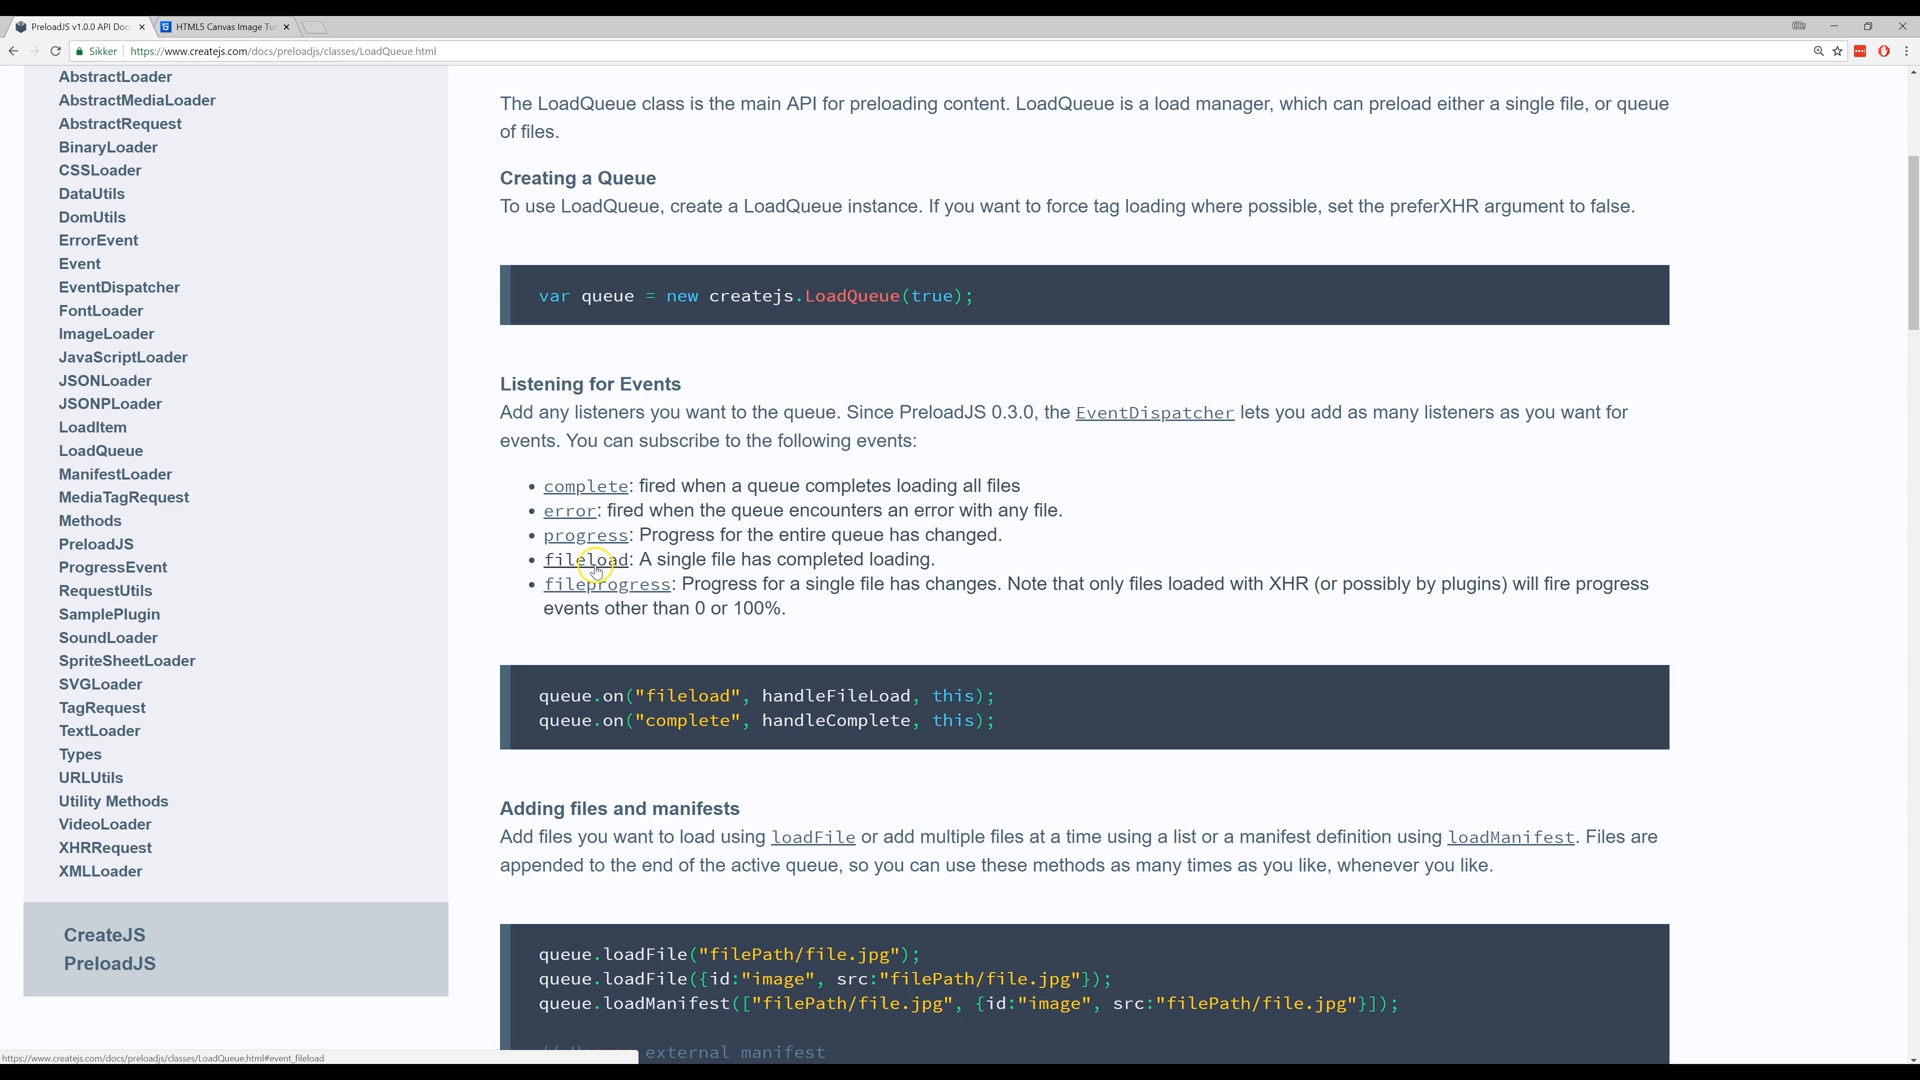 PreloadJS v1.0.0 API Doc
HTML5 Canvas Image Tu
Sikker
https://www.createjs.com/docs/preloadjs/classes/LoadQueue.html
AbstractLoader
AbstractMediaLoader
AbstractRequest
BinaryLoader
CSSLoader
DataUtils
DomUtils
ErrorEvent
Event
EventDispatcher
FontLoader
ImageLoader
JavaScriptLoader
JSONLoader
JSONPLoader
LoadItem
LoadQueue
ManifestLoader
MediaTagRequest
Methods
PreloadJS
ProgressEvent
RequestUtils
SamplePlugin
SoundLoader
SpriteSheetLoader
SVGLoader
TagRequest
TextLoader
Types
URLUtils
Utility Methods
VideoLoader
XHRRequest
XMLLoader
CreateJS
PreloadJS
The LoadQueue class is the main API for preloading content. LoadQueue is a load manager, which can preload either a single file, or queue
of files.
Creating a Queue
To use LoadQueue, create a LoadQueue instance. If you want to force tag loading where possible, set the preferXHR argument to false.
var queue = new createjs.LoadQueue(true);
Listening for Events
Add any listeners you want to the queue. Since PreloadJS 0.3.0, the EventDispatcher lets you add as many listeners as you want for
events. You can subscribe to the following events:
• complete: fired when a queue completes loading all files
• error: fired when the queue encounters an error with any file.
• progress: Progress for the entire queue has changed.
• fileload: A single file has completed loading.
• fileprogress: Progress for a single file has changes. Note that only files loaded with XHR (or possibly by plugins) will fire progress
events other than 0 or 100%.
queue.on("fileload", handleFileLoad, this);
queue.on("complete", handleComplete, this);
Adding files and manifests
Add files you want to load using loadFile or add multiple files at a time using a list or a manifest definition using loadManifest. Files are
appended to the end of the active queue, so you can use these methods as many times as you like, whenever you like.
queue.loadFile("filePath/file.jpg");
queue.loadFile({id:"image", src:"filePath/file.jpg"});
queue.loadManifest(["filePath/file.jpg", {id:"image", src:"filePath/file.jpg"}]);
external manifest
https://www.createjs.com/docs/preloadjs/classes/LoadQueue.html#event_fileload